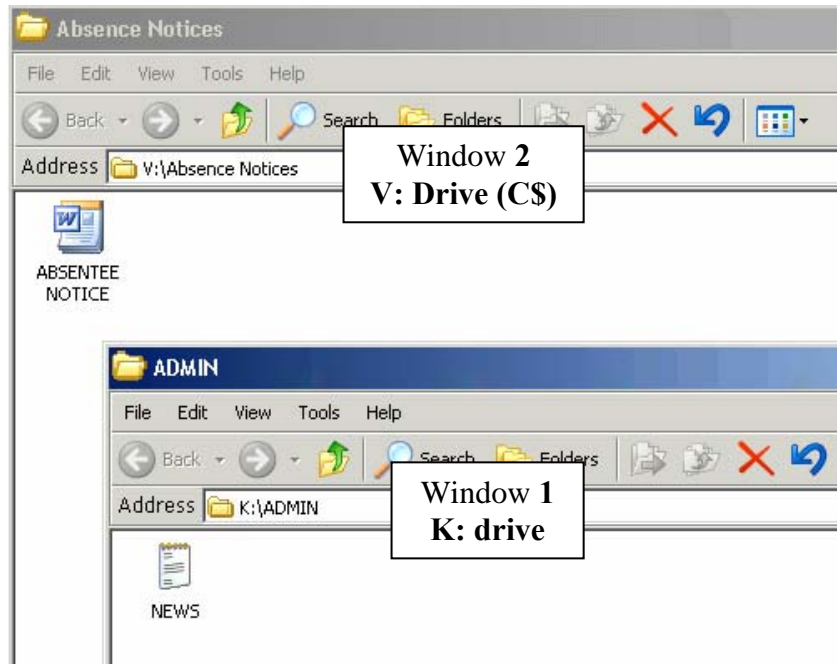 Absence Notices
File Edit View Tools Help
Back Search Folders
Address V:\Absence Notices
Window 2
V: Drive (C$)
ABSENTEE
NOTICE
ADMIN
File Edit View Tools Help
Back Search Folders
Address K:\ADMIN
Window 1
K: drive
NEWS